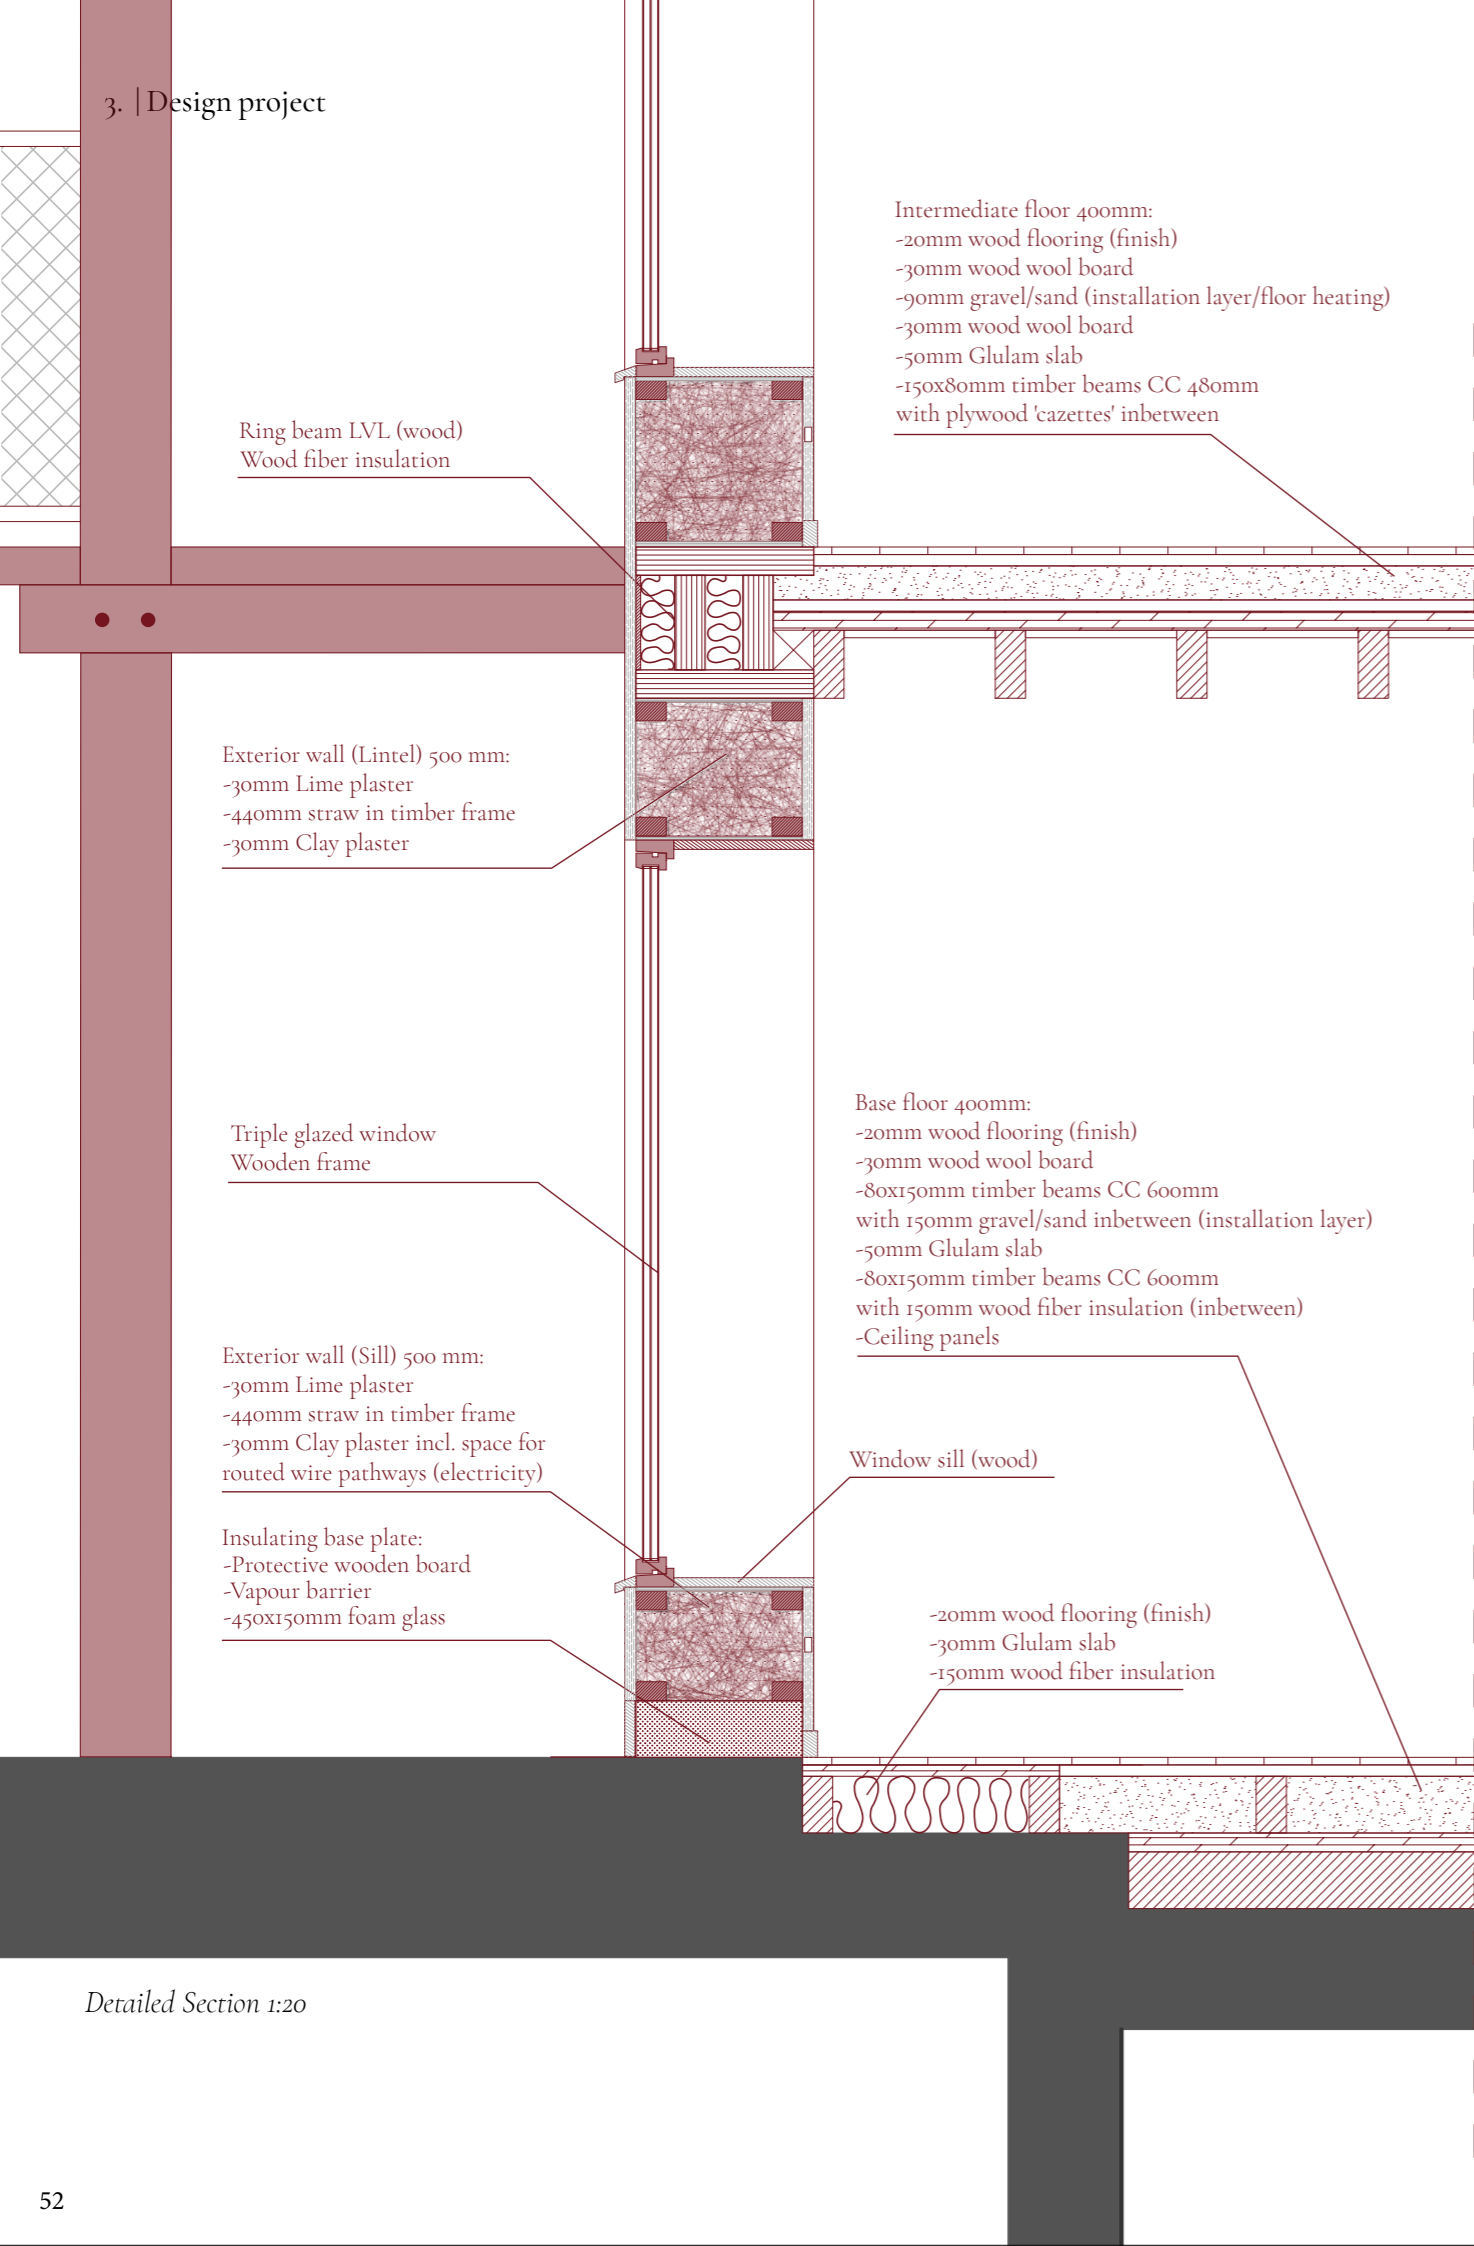 3. | Design project
Intermediate floor 400mm:
-20mm wood flooring (finish)
-30mm wood wool board
-90mm gravel/sand (installation layer/floor heating)
-30mm wood wool board
-50mm Glulam slab
-150x80mm timber beams CC 480mm
with plywood 'cazettes' inbetween
Ring beam LVL (wood)
Wood fiber insulation
Exterior wall (Lintel) 500 mm:
-30mm Lime plaster
-440mm straw in timber frame
-30mm Clay plaster
Triple glazed window
Wooden frame
Base floor 400mm:
-20mm wood flooring (finish)
-30mm wood wool board
-80x150mm timber beams CC 600mm
with 150mm gravel/sand inbetween (installation layer)
-50mm Glulam slab
-80x150mm timber beams CC 600mm
with 150mm wood fiber insulation (inbetween)
-Ceiling panels
Exterior wall (Sill) 500 mm:
-30mm Lime plaster
-440mm straw in timber frame
-30mm Clay plaster incl. space for
routed wire pathways (electricity)
Window sill (wood)
Insulating base plate:
-Protective wooden board
-Vapour barrier
-450x150mm foam glass
-20mm wood flooring (finish)
-30mm Glulam slab
-150mm wood fiber insulation
Detailed Section 1:20
52